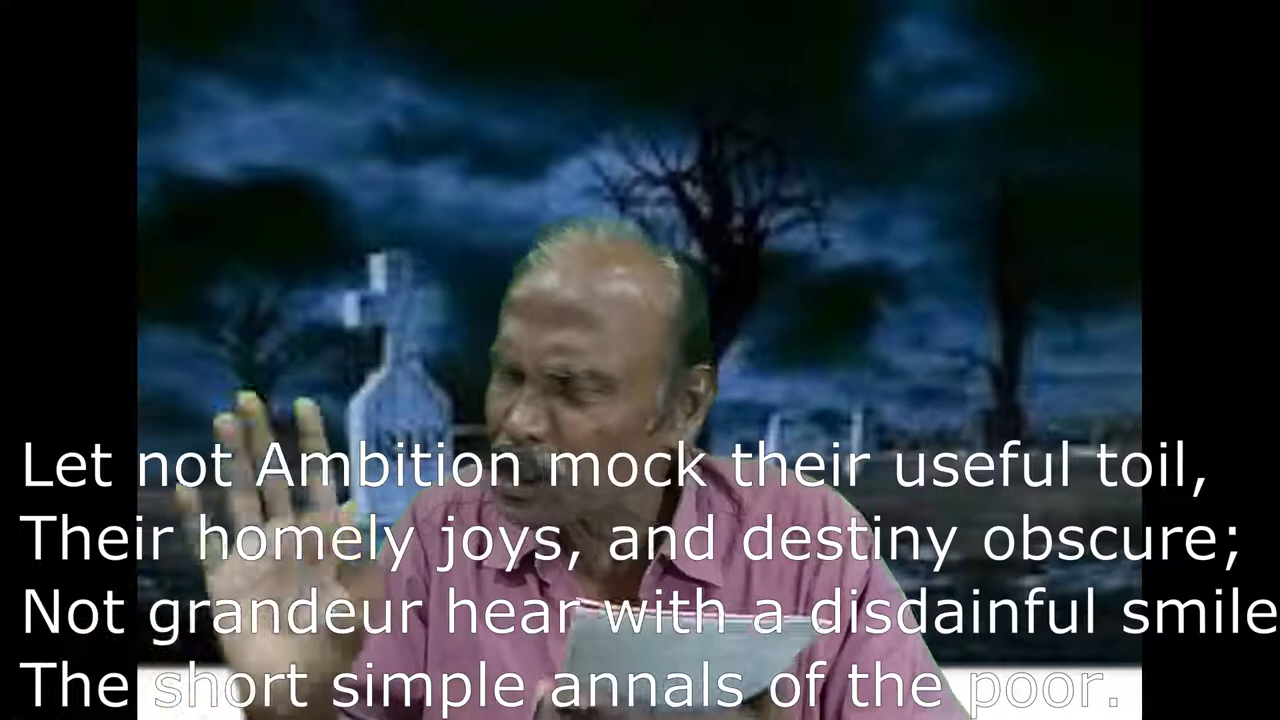 Let not Ambition mock their useful toil,
Their homely joys, and destiny obscure;
Not grandeur hear with a disdainful smile
The short simple annals of the poor.